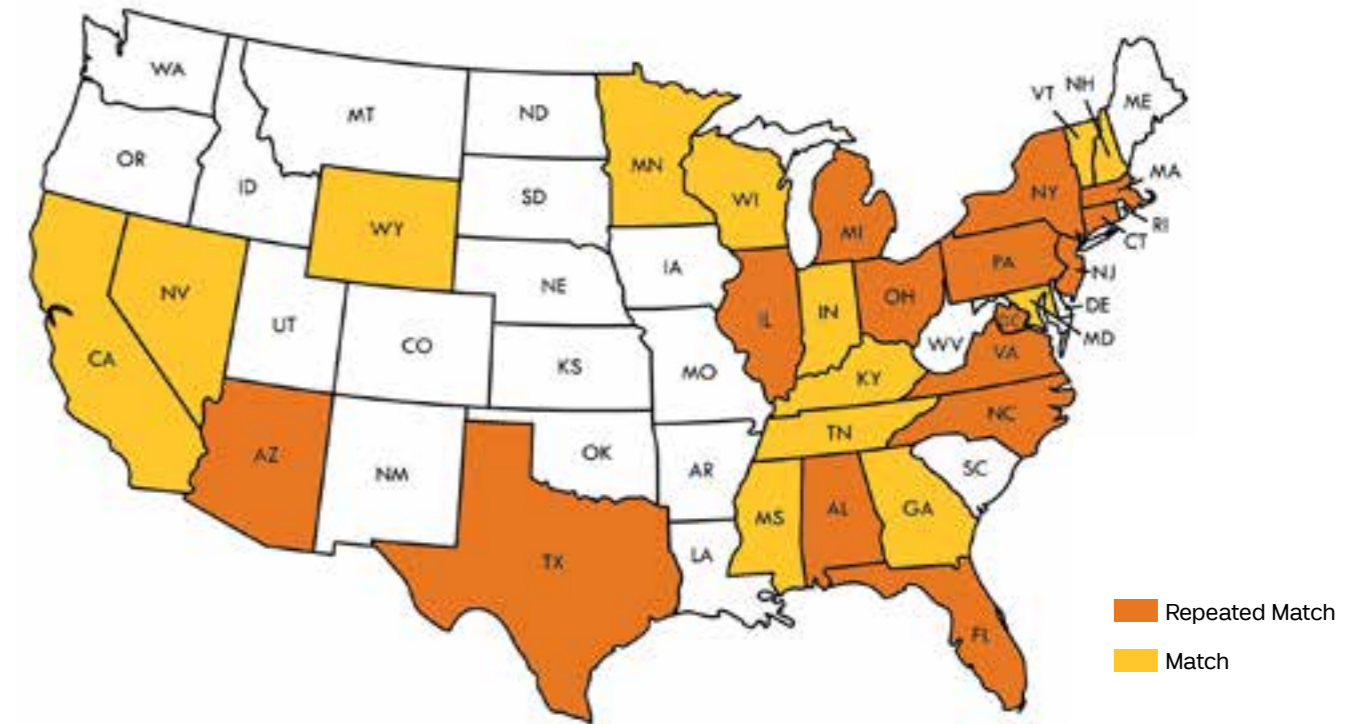 WA
MT
ND
MN
VT
NH
ME
OR
ID
SD
WI
MI
NY
MA
WY
RI
CT
NV
NE
IA
IL
IN
OH
PA
NJ
DE
UT
CO
KS
MO
KY
WV
VA
MD
CA
AZ
NM
OK
AR
TN
NC
SC
TX
LA
MS
AL
GA
FL
Repeated Match
Match